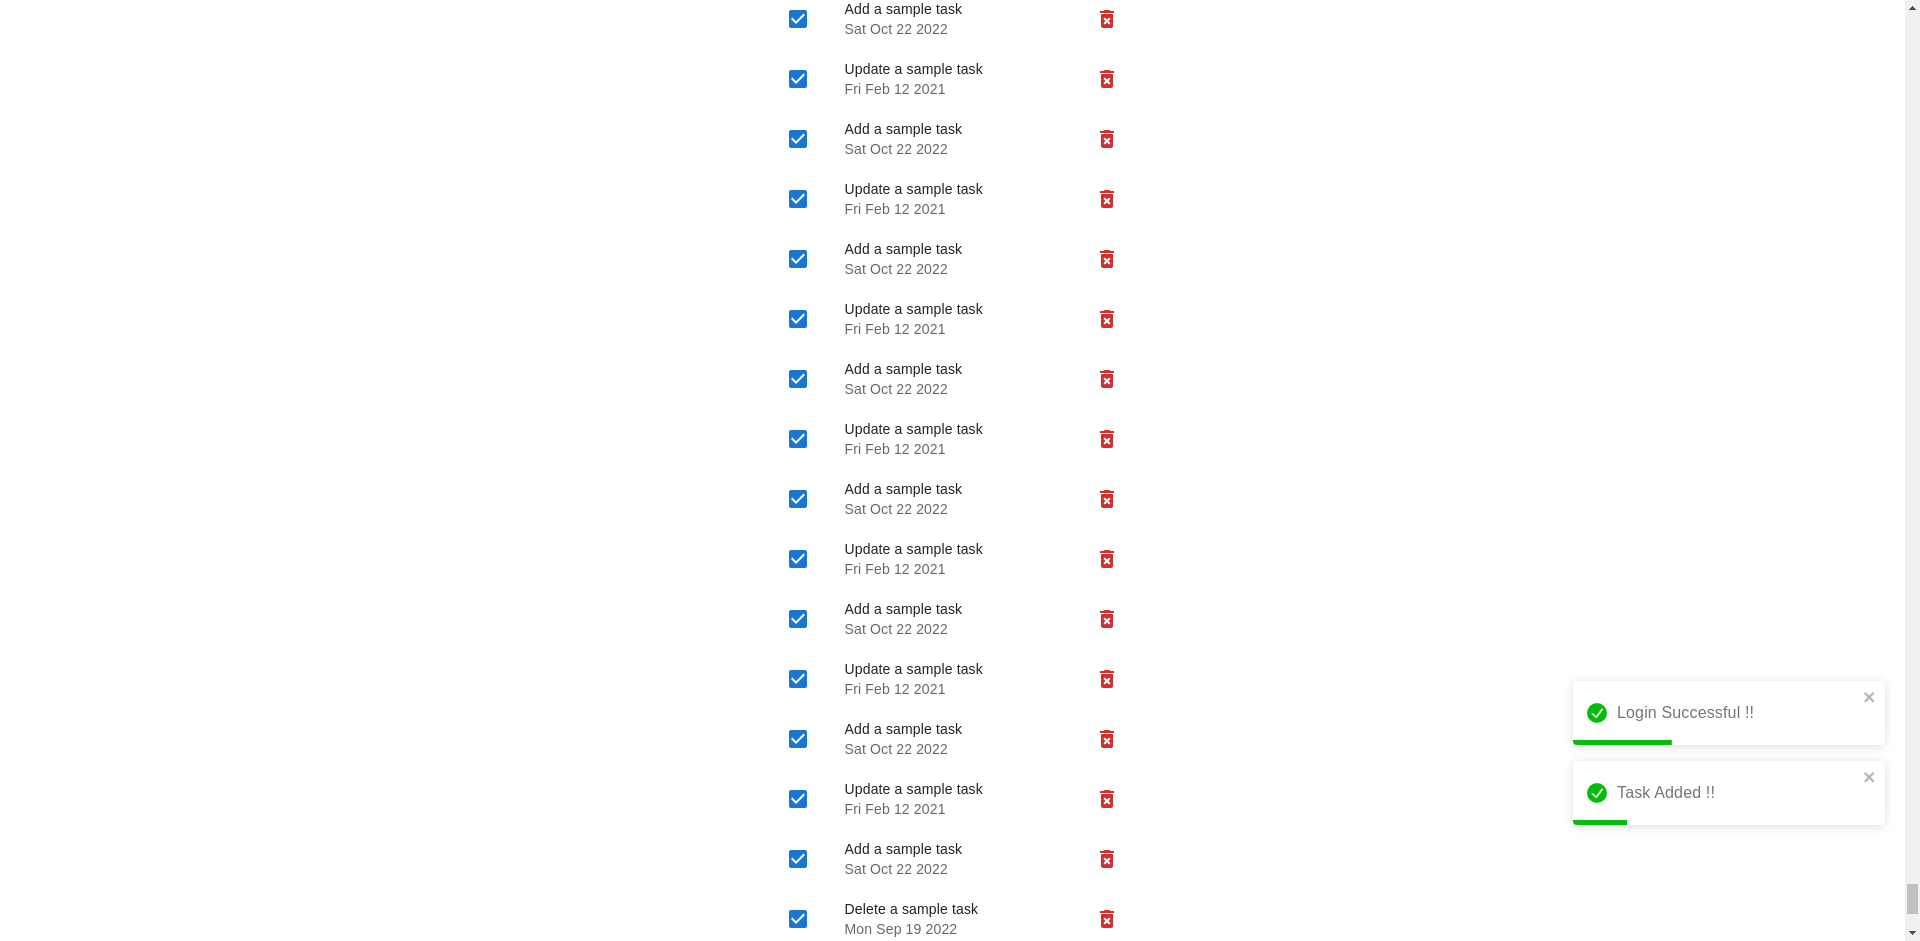 Add a sample task
Sat Oct 22 2022
Update a sample task
Fri Feb 12 2021
Add a sample task
Sat Oct 22 2022
Update a sample task
Fri Feb 12 2021
Add a sample task
Sat Oct 22 2022
Update a sample task
Fri Feb 12 2021
Add a sample task
Sat Oct 22 2022
Update a sample task
Fri Feb 12 2021
Add a sample task
Sat Oct 22 2022
Update a sample task
Fri Feb 12 2021
Add a sample task
Sat Oct 22 2022
Update a sample task
Fri Feb 12 2021
Add a sample task
Sat Oct 22 2022
Update a sample task
Fri Feb 12 2021
Add a sample task
Sat Oct 22 2022
Delete a sample task
Mon Sep 19 2022
Login Successful !!
Task Added !!